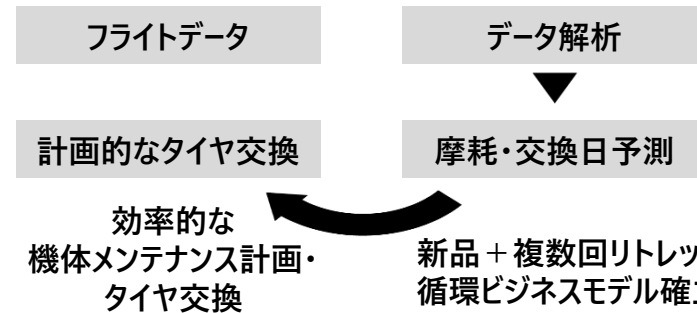 フライトデータ
データ解析
計画的なタイヤ交換
摩耗・交換日予測
効率的な
機体メンテナンス計画・
タイヤ交換
新品＋複数回リトレッ
循環ビジネスモデル確